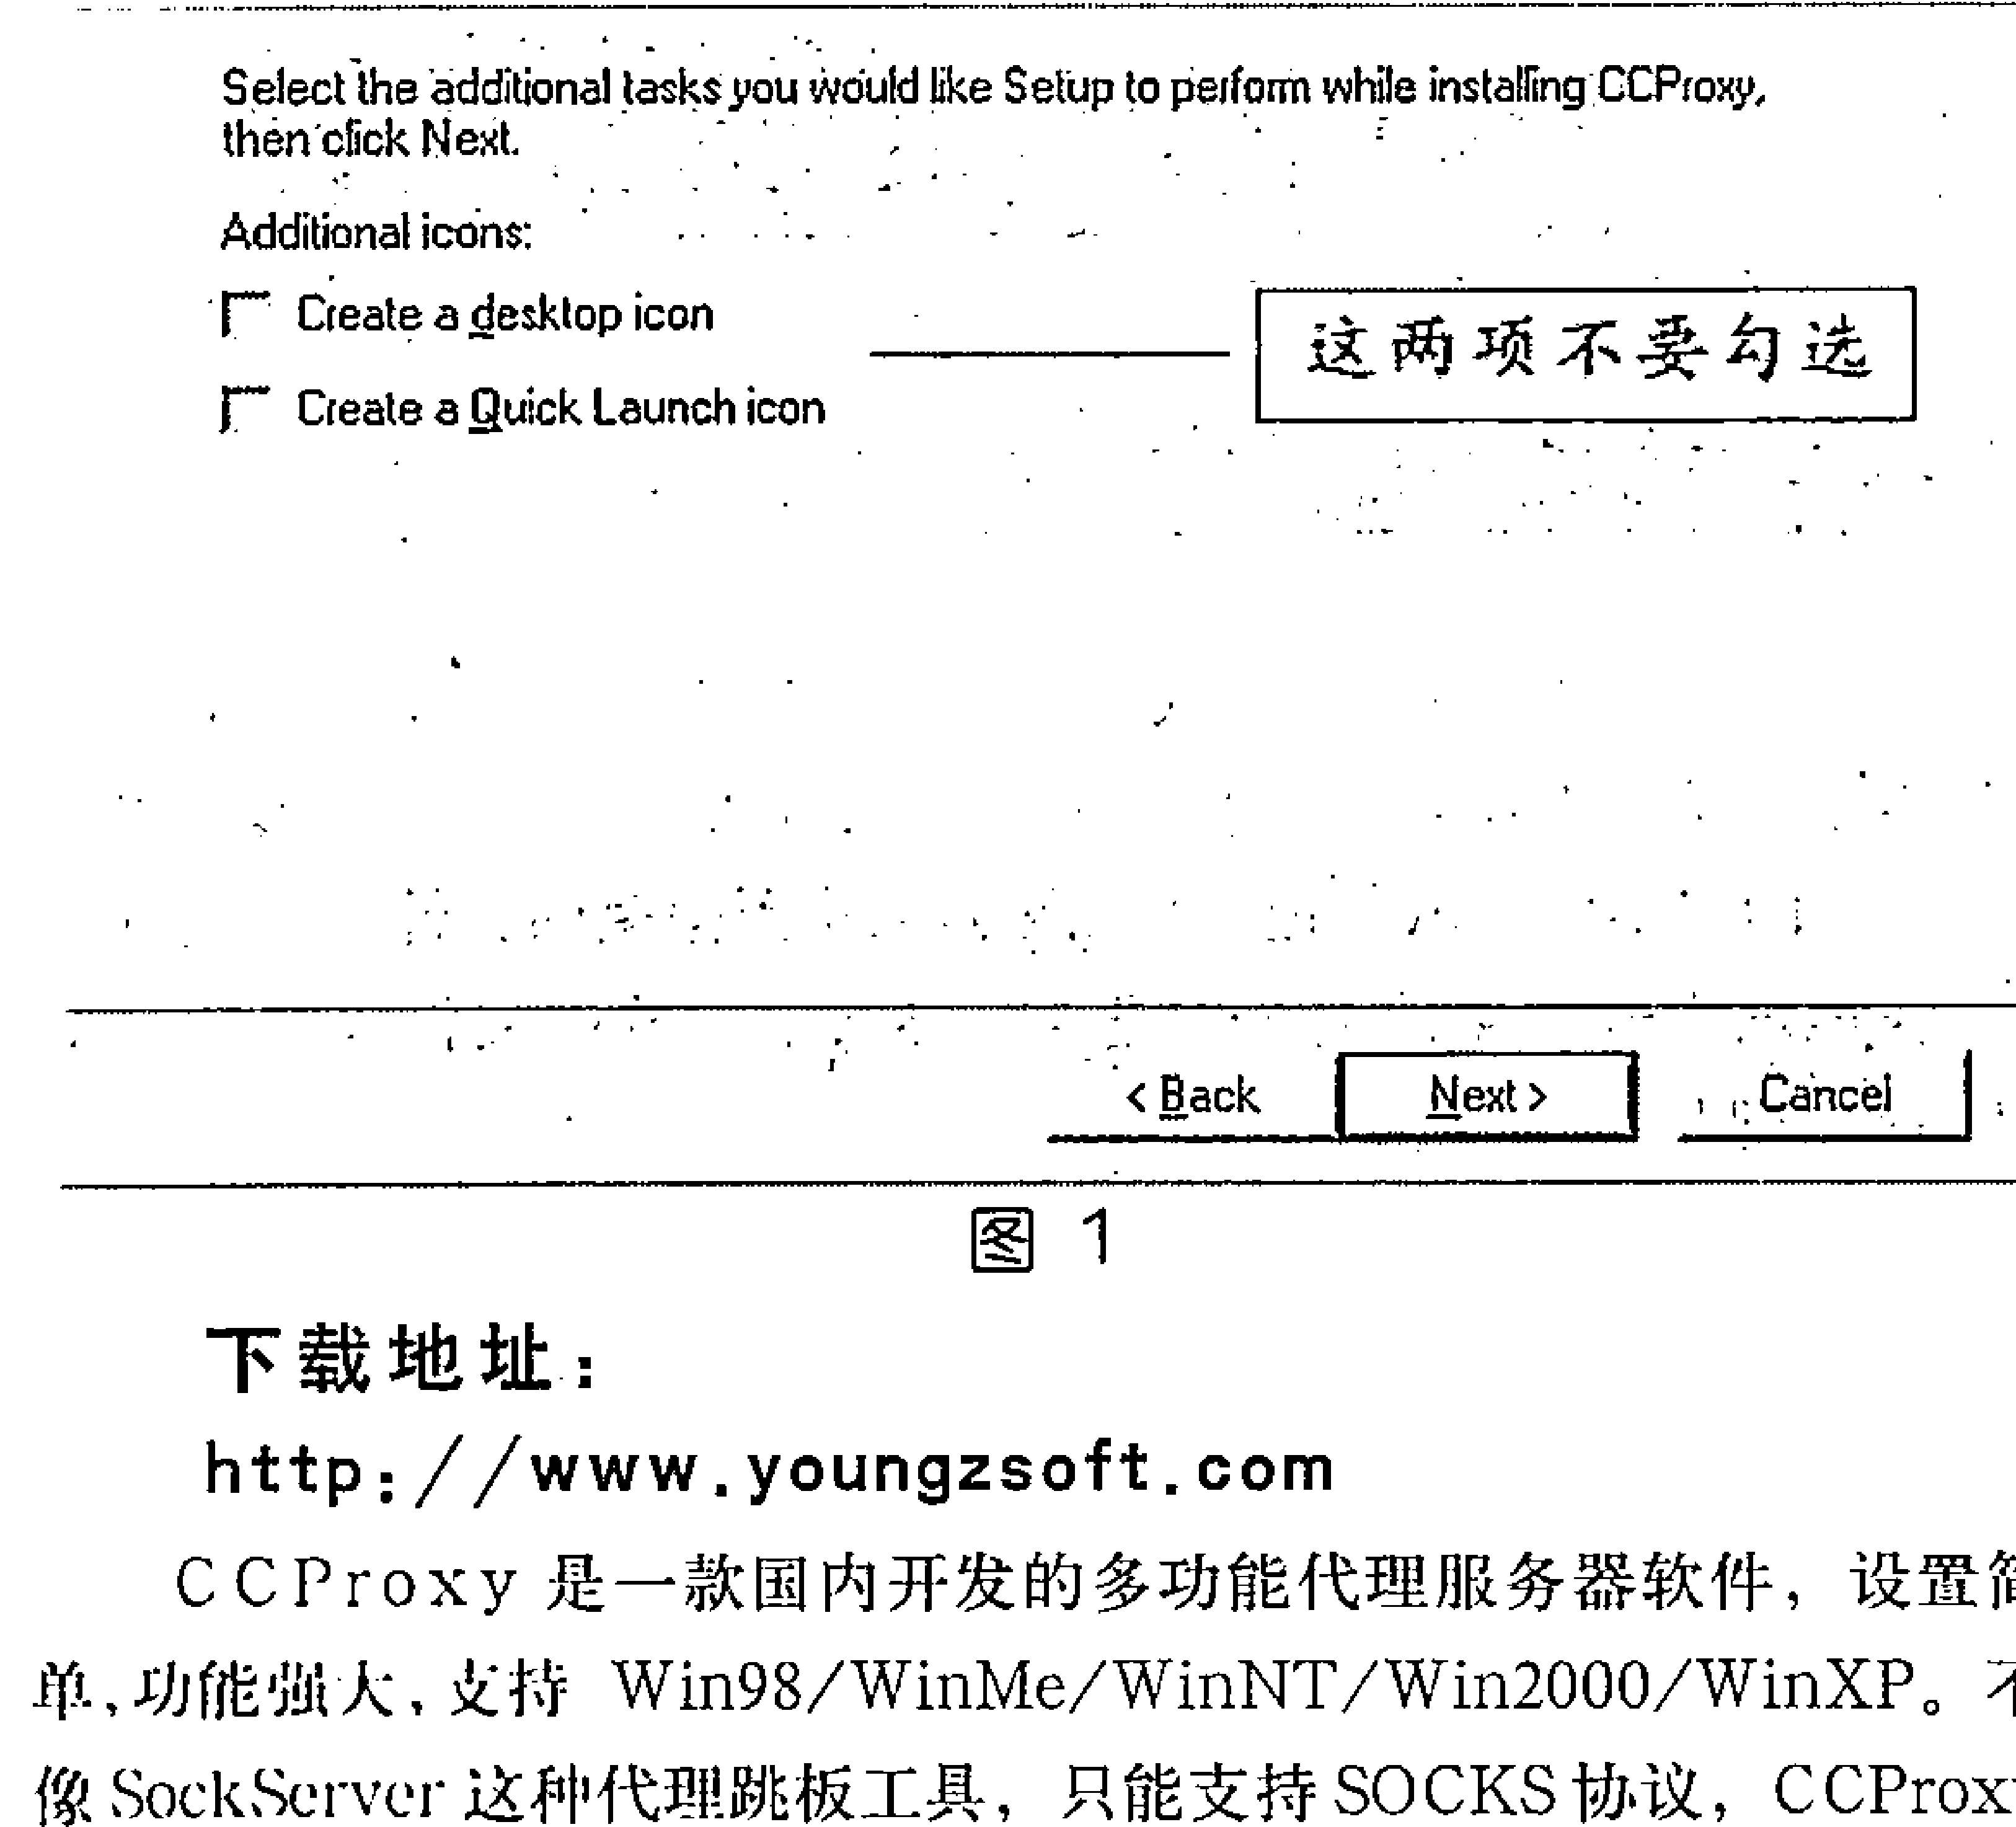 Select the additional tasks you would like Setup to perform while installing CCProxy,
then click Next.
Additional icons:
Create a desktop icon
这两项不要勾选
Create a Quick Launch icon
< Back
Next >
Cancel
图 1
下载地址：
http://www.youngzsoft.com
CCProxy 是一款国内开发的多功能代理服务器软件，设置简
单，功能强大，支持 Win98/WinMe/WinNT/Win2000/WinXP。不
像 SockServer 这种代理跳板工具，只能支持 SOCKS 协议，CCProxy